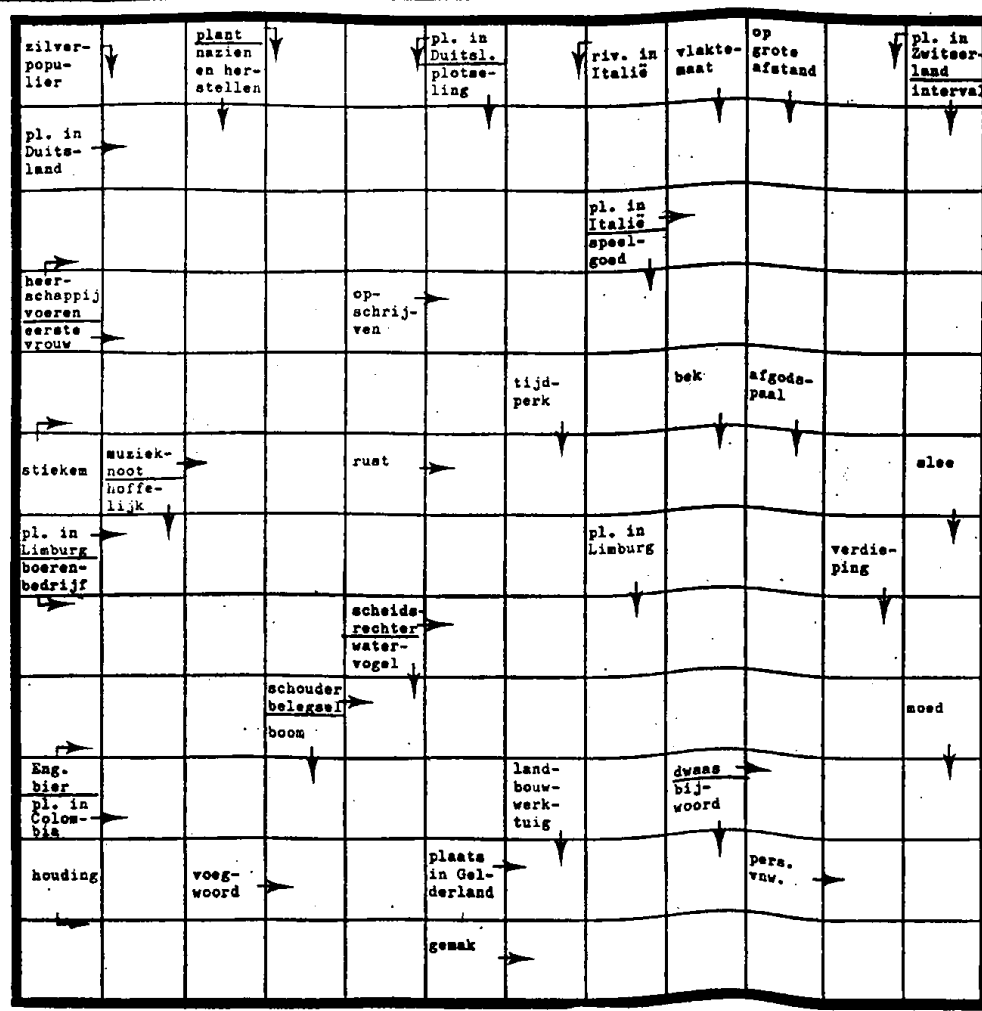 zilver-
popu-
lier
plant
nazien
en her-
stellen
pl. in
Duitsl.
plotse-
ling
riv. in
Italië
vlakte-
maat
op
grote
afstand
pl. in
Zwitser-
land
interval
pl. in
Duits-
land
pl. in
Italië
speel-
goed
heer-
schappij
voeren
eerste
vrouw
op-
schrij-
ven
tijd-
perk
bek
afgods-
paal
stiekem
muziek-
noot
hoffe-
lijk
rust
slee
pl. in
Limburg
boeren-
bedrijf
pl. in
Limburg
verdie-
ping
scheids-
rechter
water-
vogel
schouder
belegsel
boom
moed
Eng.
bier
pl. in
Colom-
bia
land-
bouw-
werk-
tuig
dwaas
bij-
woord
houding
voeg-
woord
plaats
in Gel-
derland
pers.
vnw.
gemak